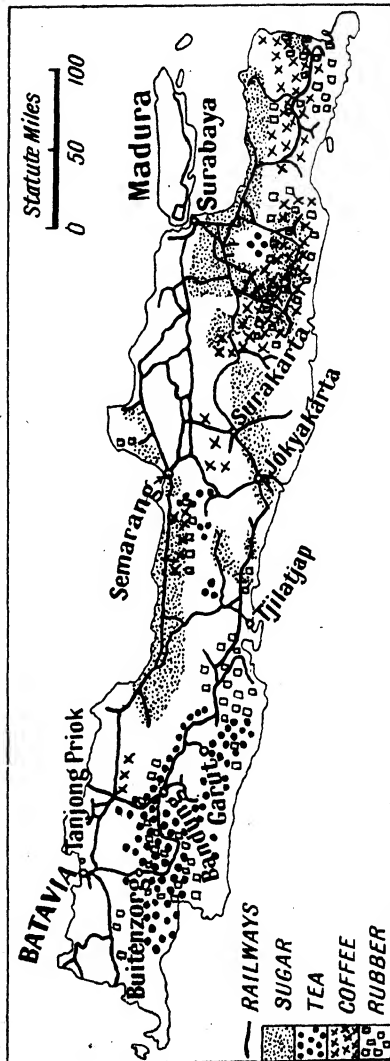 Statute Miles
0 50 100
Madura
Surabaya
Semarang
Surakarta
Jokyakarta
Tjilatjap
BATAVIA
Tanjong Priok
Buitenzorg
Bandung
Garut
RAILWAYS
SUGAR
TEA
COFFEE
RUBBER